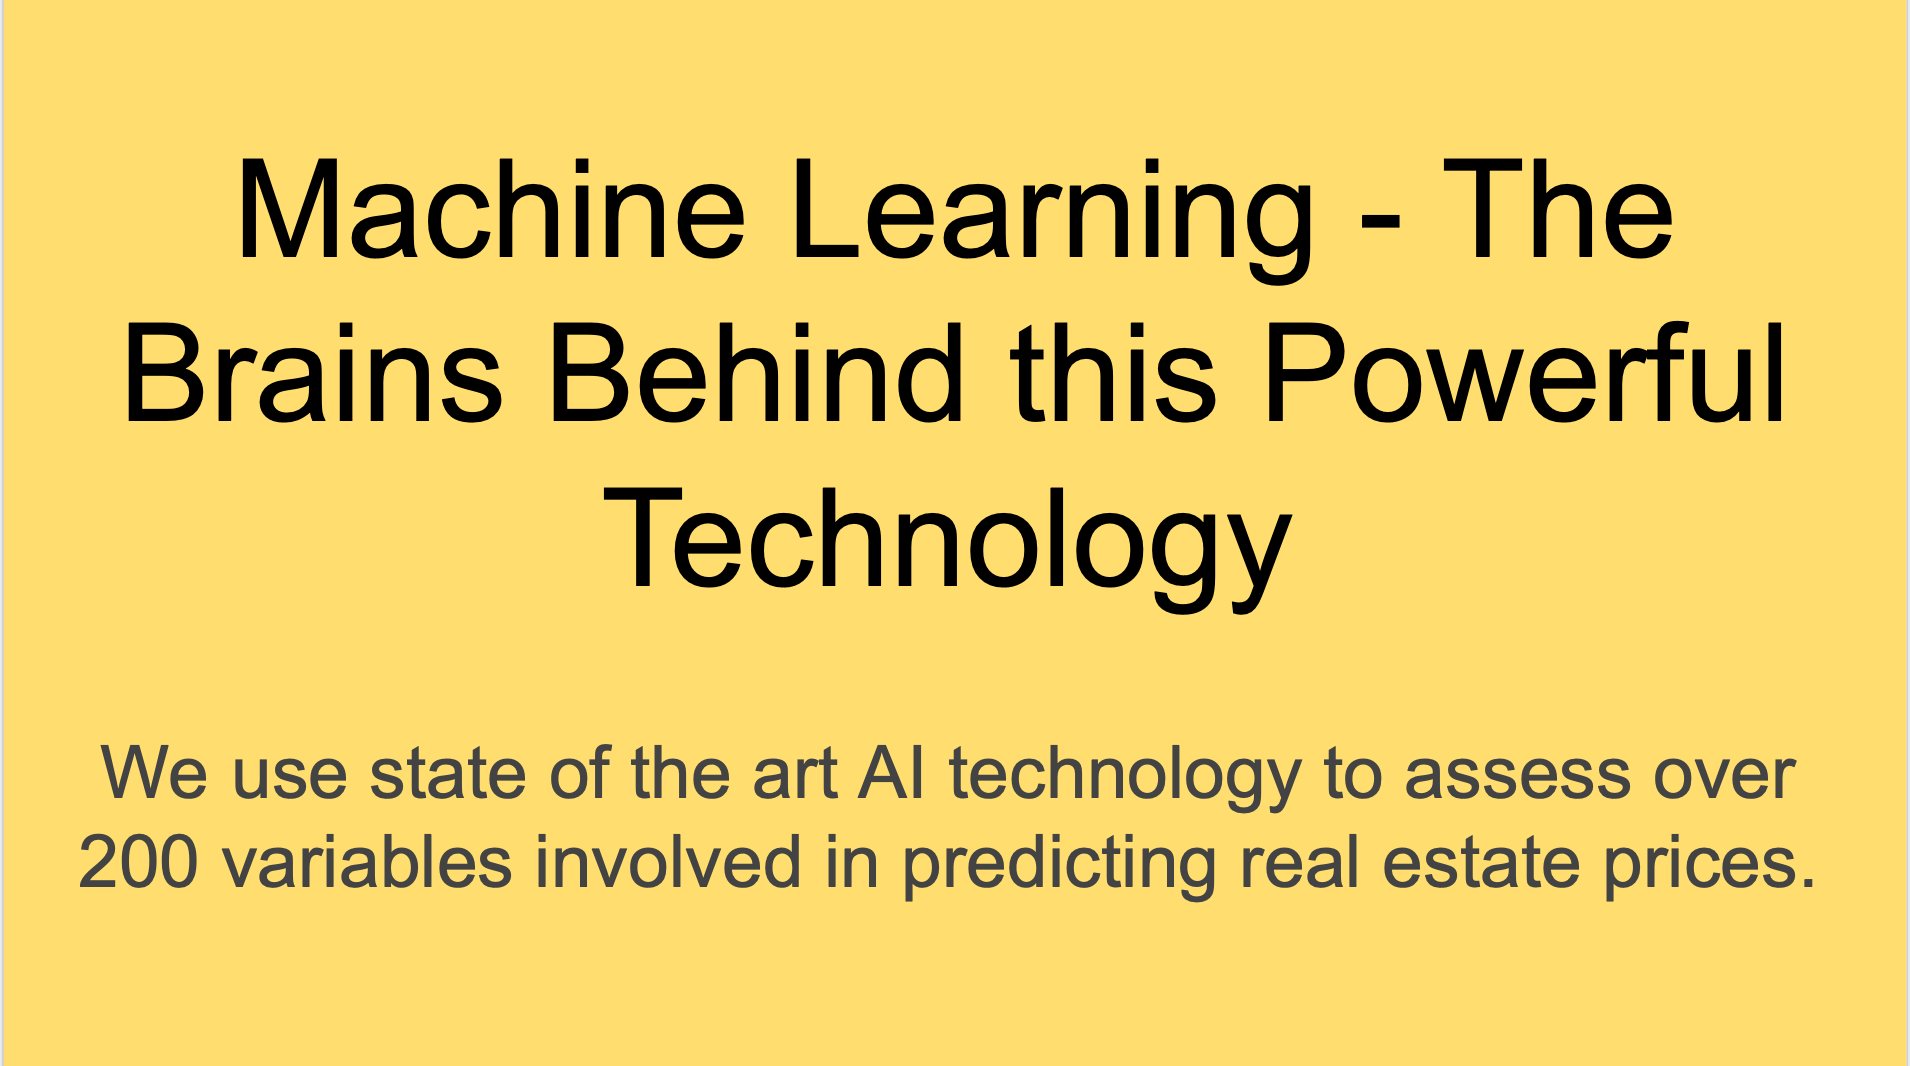 Machine Learning - The
Brains Behind this Powerful
Technology
We use state of the art AI technology to assess over
200 variables involved in predicting real estate prices.